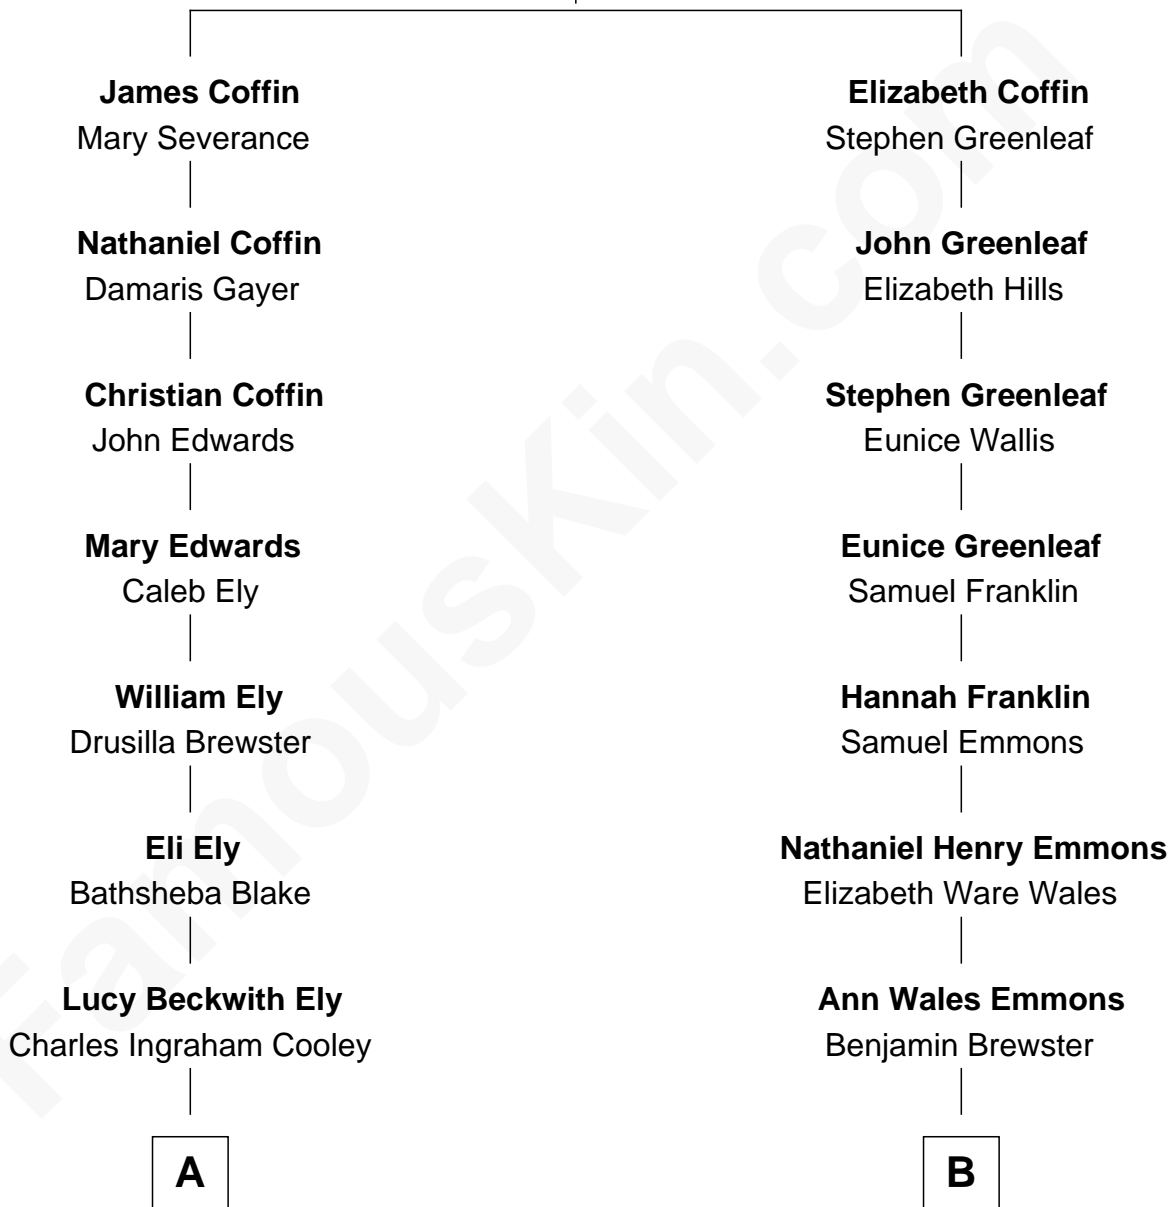 James Coffin
Mary Severance
Nathaniel Coffin
Damaris Gayer
Christian Coffin
John Edwards
Mary Edwards
Caleb Ely
William Ely
Drusilla Brewster
Eli Ely
Bathsheba Blake
Lucy Beckwith Ely
Charles Ingraham Cooley
A
Elizabeth Coffin
Stephen Greenleaf
John Greenleaf
Elizabeth Hills
Stephen Greenleaf
Eunice Wallis
Eunice Greenleaf
Samuel Franklin
Hannah Franklin
Samuel Emmons
Nathaniel Henry Emmons
Elizabeth Ware Wales
Ann Wales Emmons
Benjamin Brewster
B
FamousKin.com